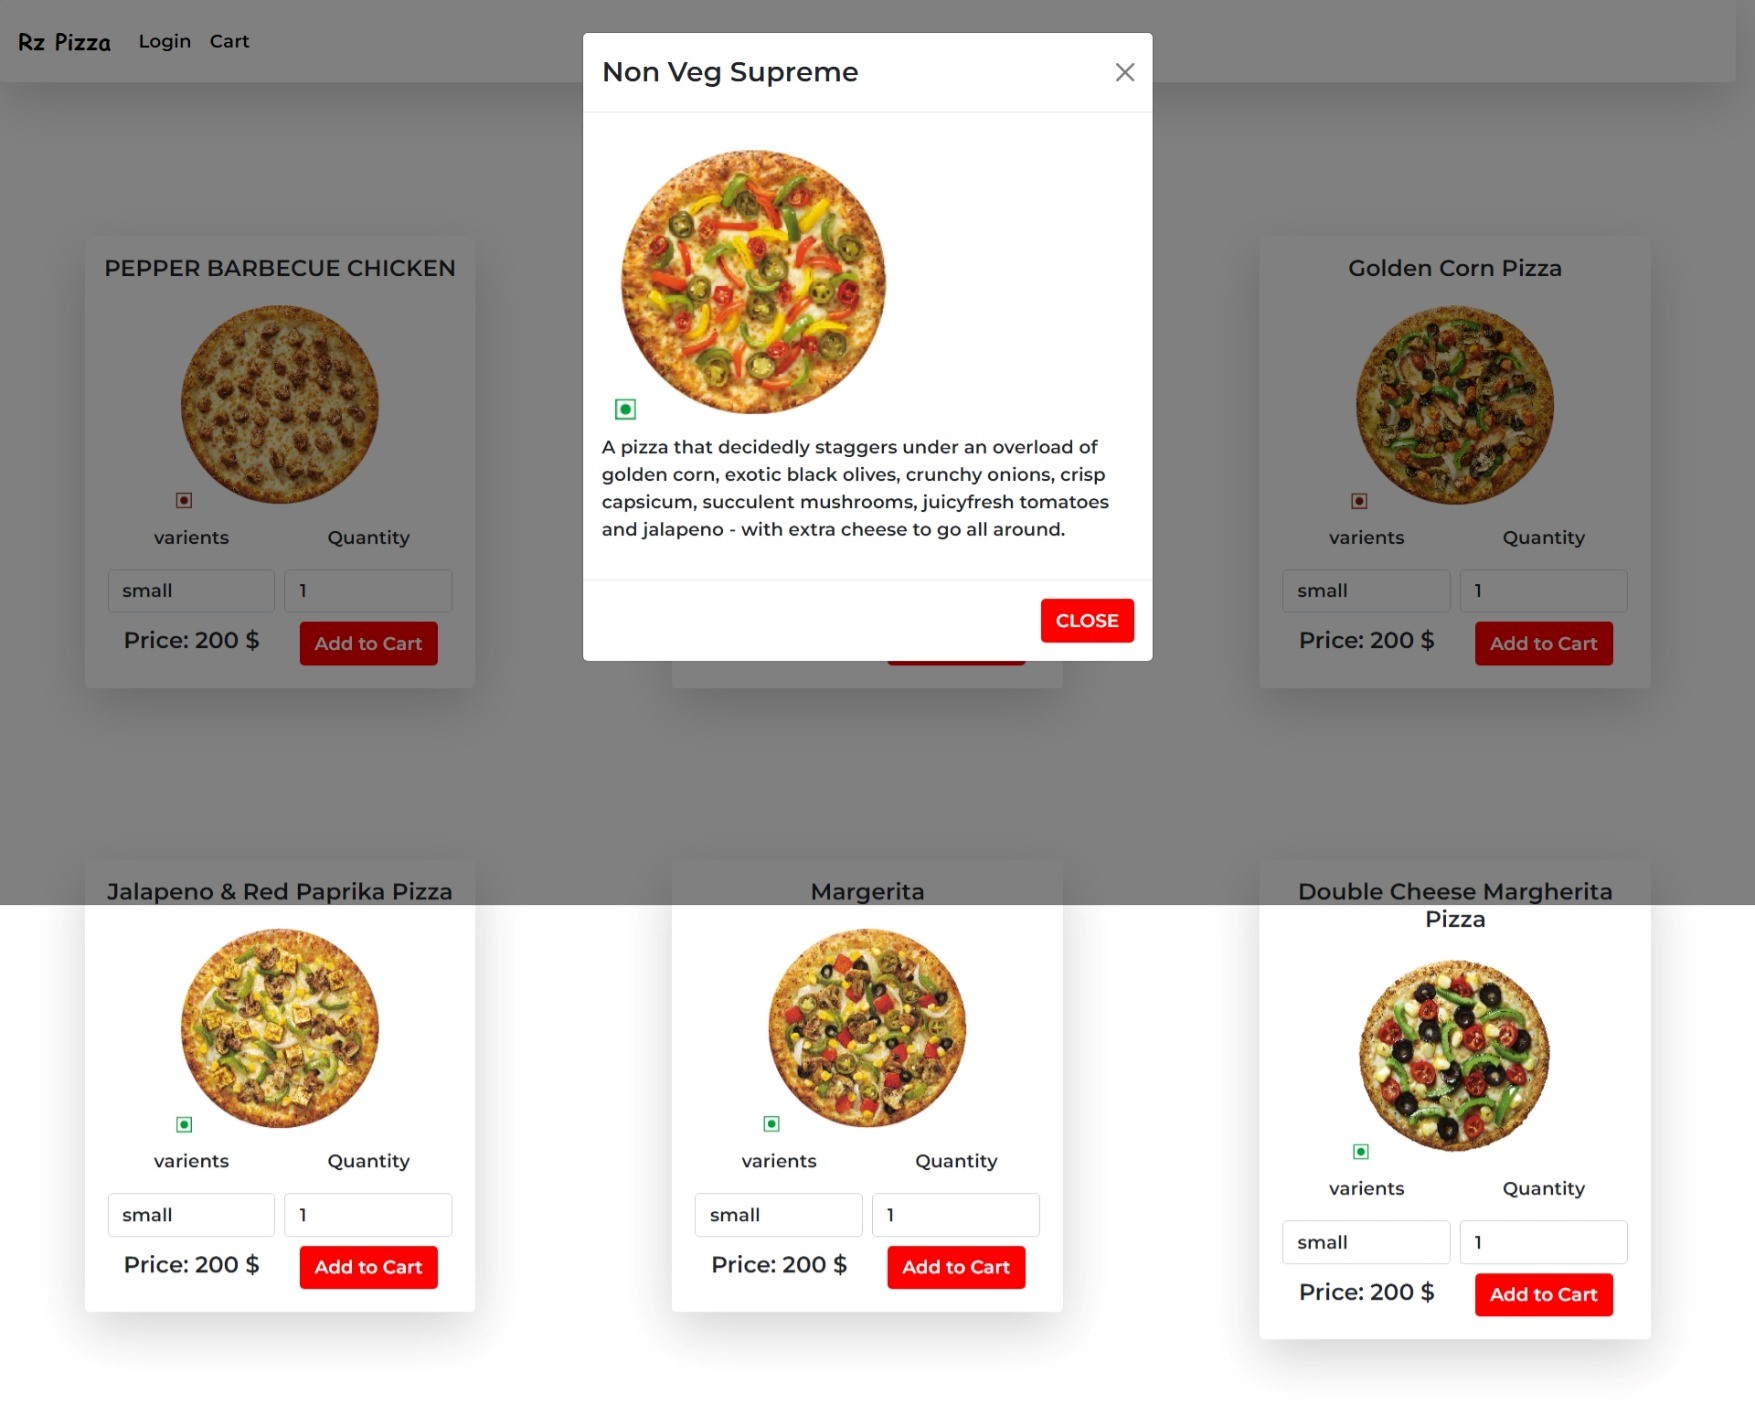 Rz Pizza Login Cart
Non Veg Supreme
A pizza that decidedly staggers under an overload of
golden corn, exotic black olives, crunchy onions, crisp
capsicum, succulent mushrooms, juicyfresh tomatoes
and jalapeno - with extra cheese to go all around.
CLOSE
PEPPER BARBECUE CHICKEN
varients Quantity
small 1
Price: 200 $ Add to Cart
Golden Corn Pizza
varients Quantity
small 1
Price: 200 $ Add to Cart
Jalapeno & Red Paprika Pizza
varients Quantity
small 1
Price: 200 $ Add to Cart
Margerita
varients Quantity
small 1
Price: 200 $ Add to Cart
Double Cheese Margherita
Pizza
varients Quantity
small 1
Price: 200 $ Add to Cart